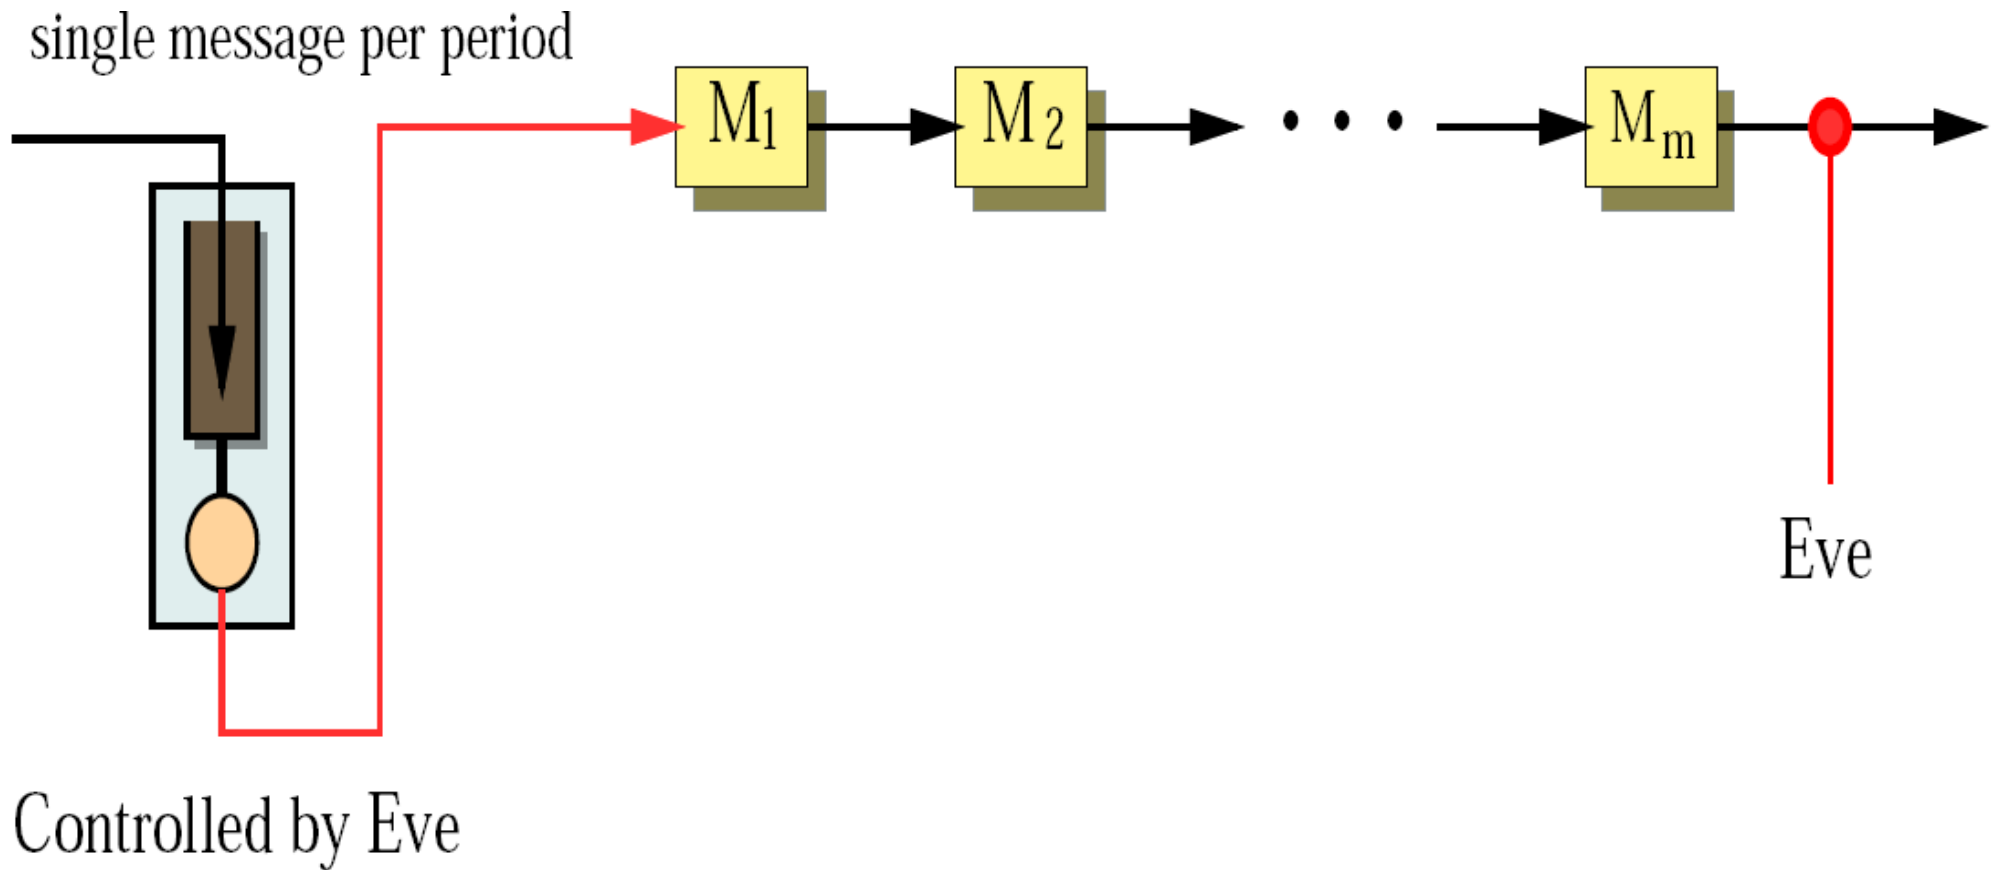 single message per period
M1
M2
• • •
Mm
Eve
Controlled by Eve